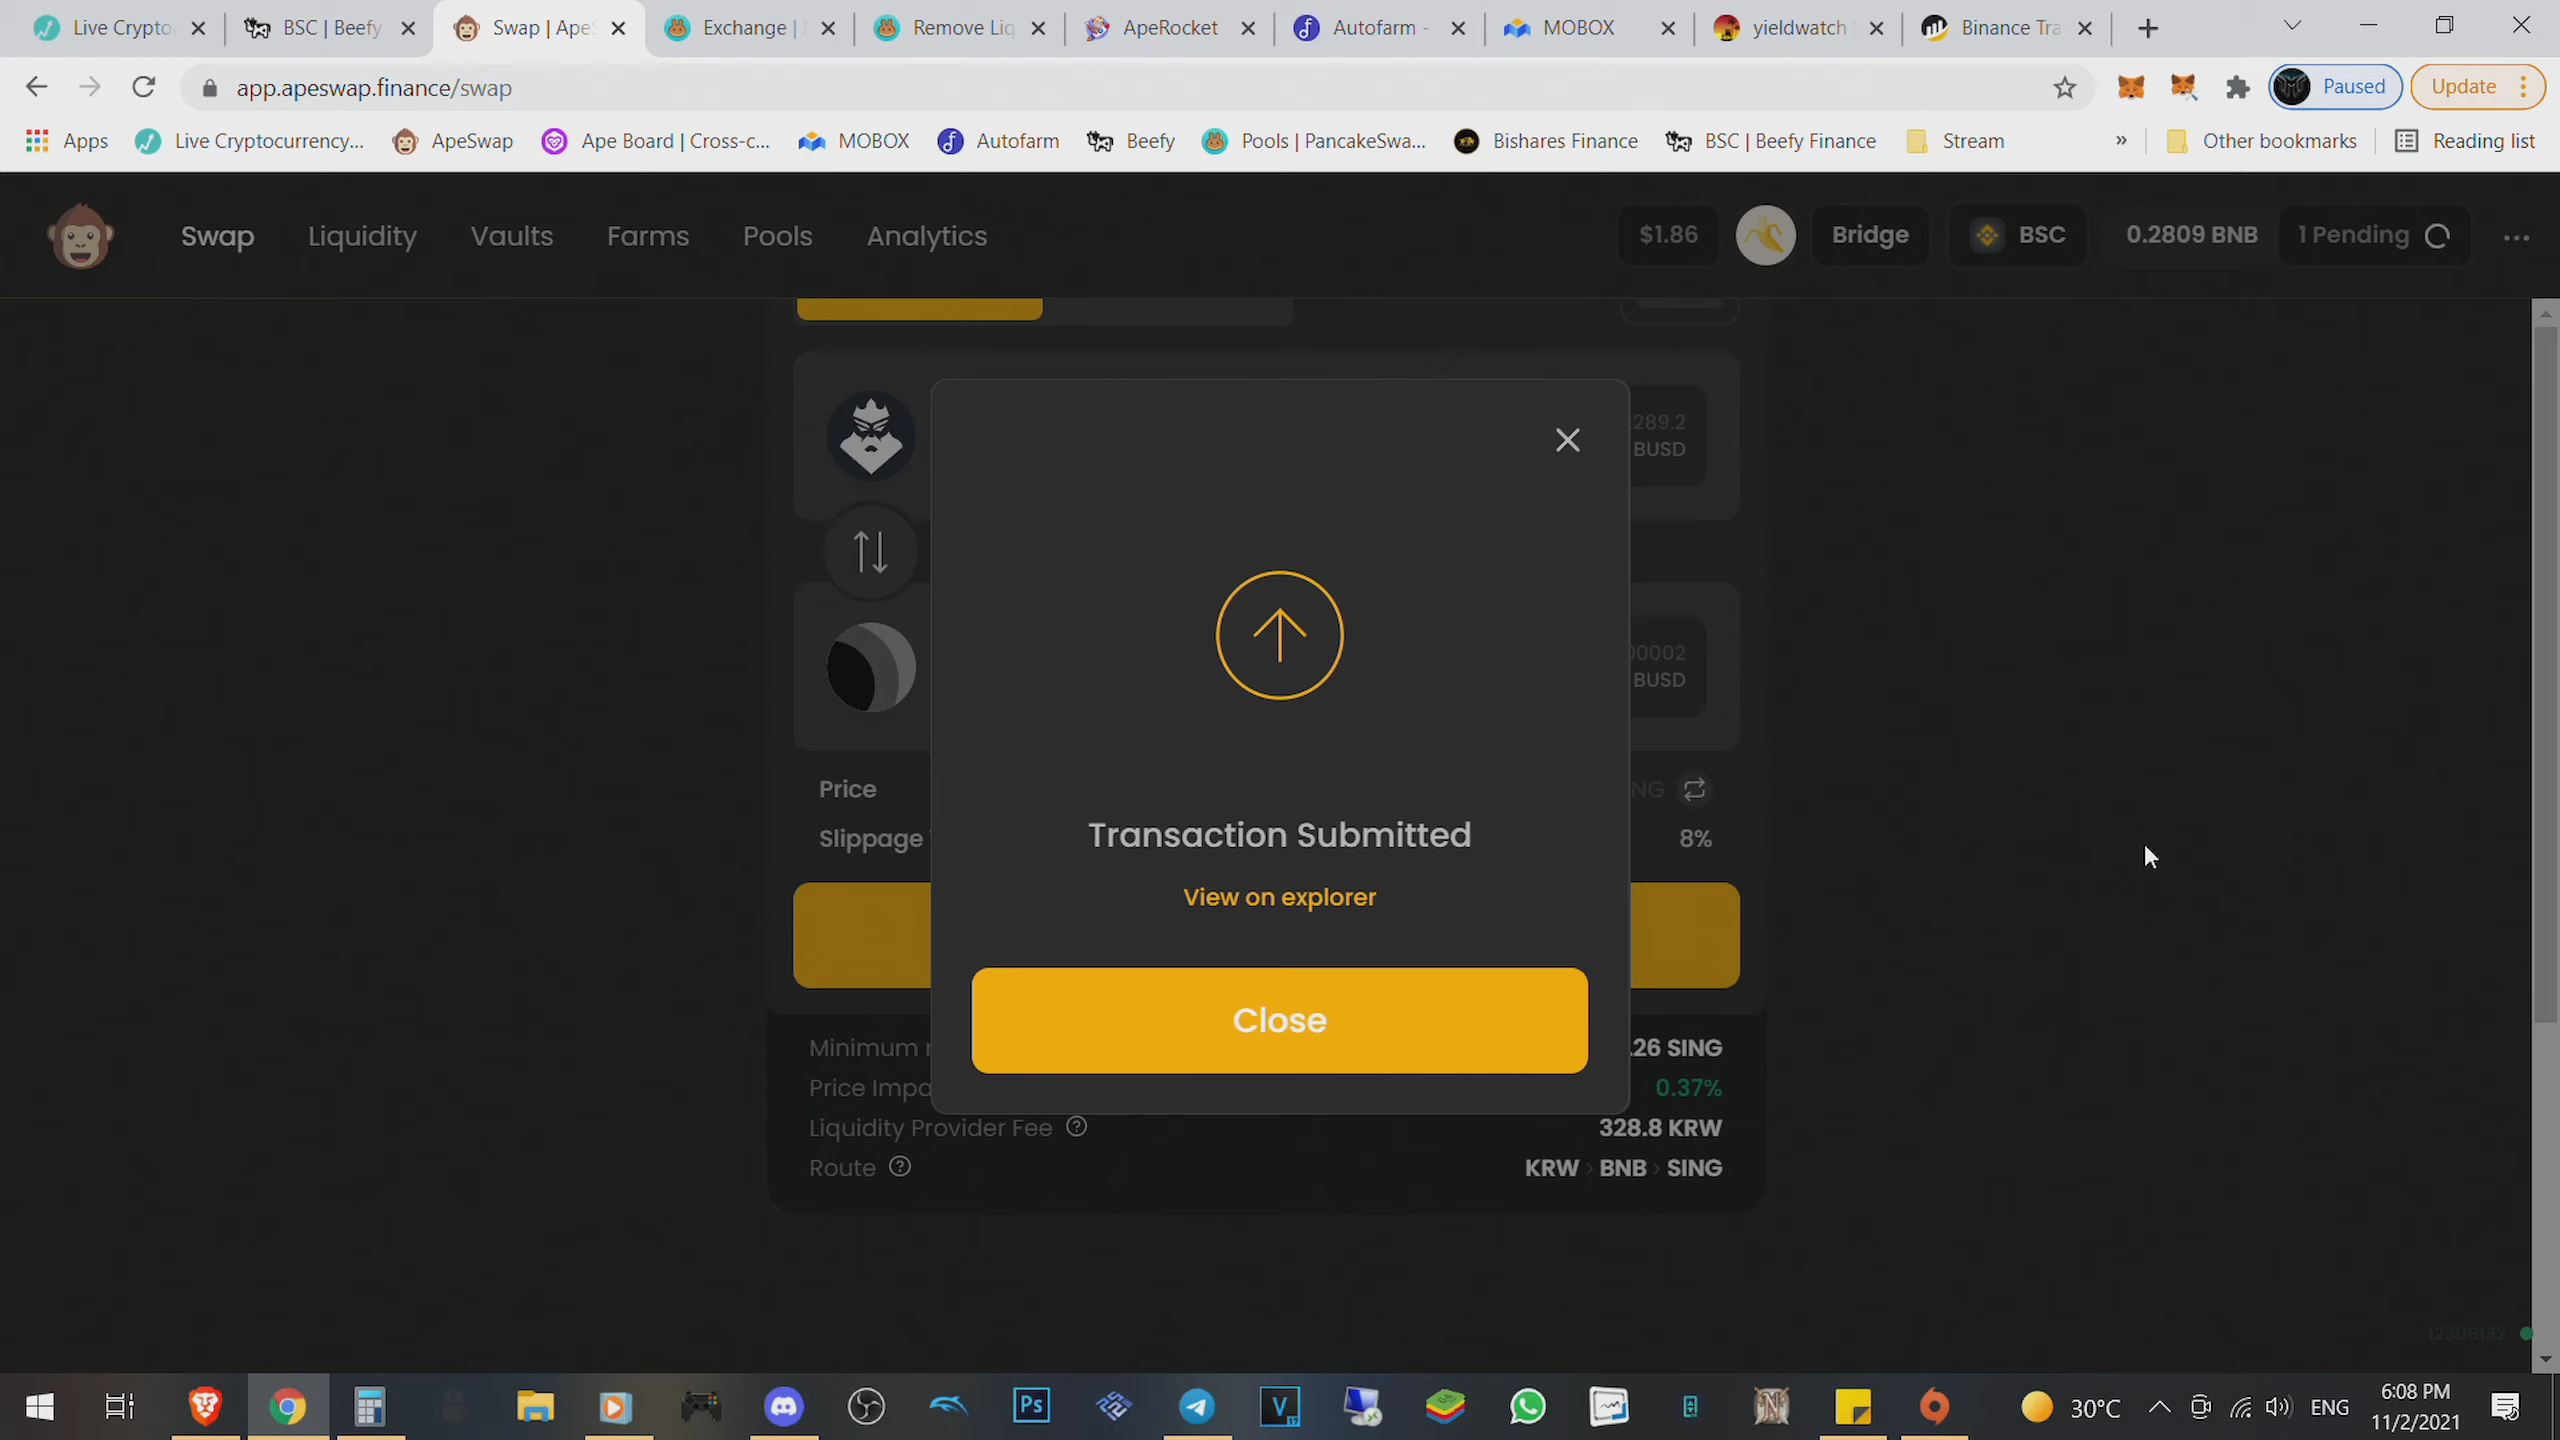 Live Crypto
BSC | Beefy
Swap | Ape
Exchange |
Remove Liq
ApeRocket
Autofarm -
MOBOX
yieldwatch
Binance Tra
app.apeswap.finance/swap
Paused
Update
Apps
Live Cryptocurrency...
ApeSwap
Ape Board | Cross-c...
MOBOX
Autofarm
Beefy
Pools | PancakeSwa...
Bishares Finance
BSC | Beefy Finance
Stream
»
Other bookmarks
Reading list
Swap
Liquidity
Vaults
Farms
Pools
Analytics
$1.86
Bridge
BSC
0.2809 BNB
1 Pending
289.2
BUSD
00002
BUSD
Price
NG
Slippage
8%
Transaction Submitted
View on explorer
Close
Minimum r
.26 SING
Price Impa
0.37%
Liquidity Provider Fee ?
328.8 KRW
Route ?
KRW > BNB > SING
12309132
Ps
V
17
N
30°C
ENG
6:08 PM
11/2/2021